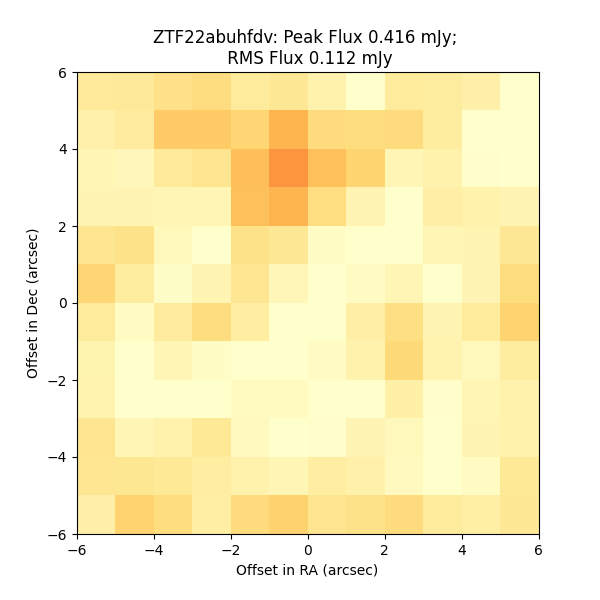 ZTF22abuhfdv: Peak Flux 0.416 mJy;
RMS Flux 0.112 mJy
6
4
2
0
−2
−4
−6
Offset in Dec (arcsec)
−6 −4 −2 0 2 4 6
Offset in RA (arcsec)